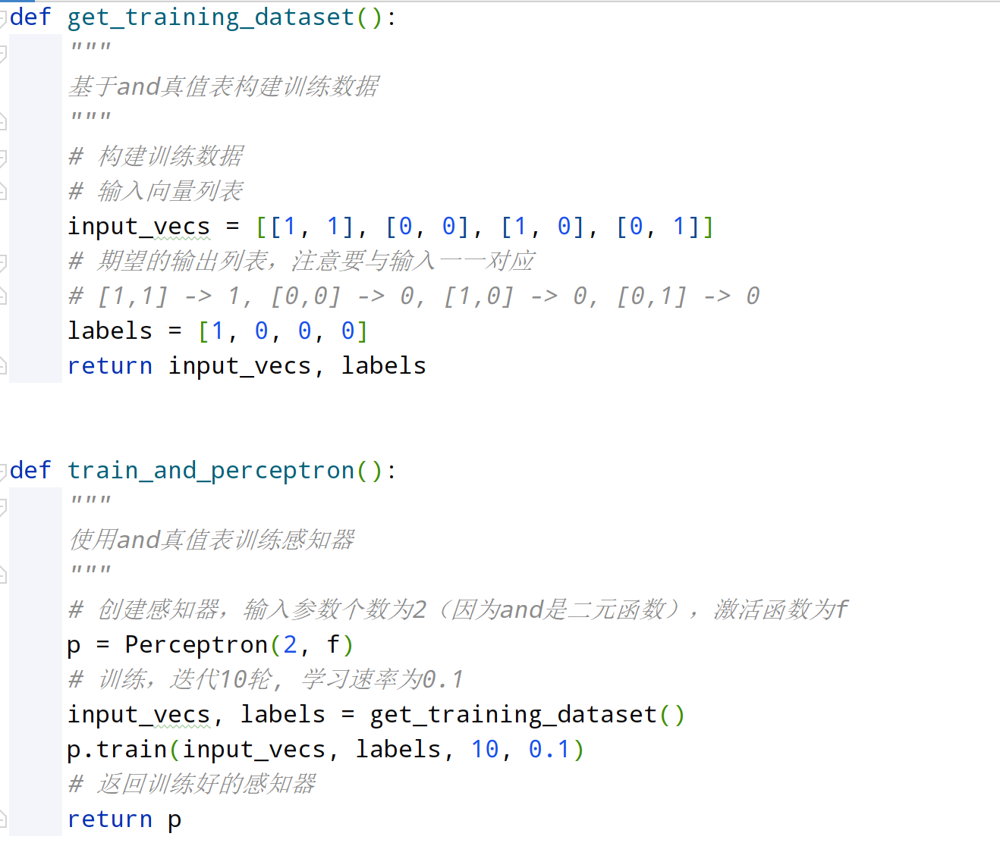 def get_training_dataset():
    """
    基于and真值表构建训练数据
    """
    # 构建训练数据
    # 输入向量列表
    input_vecs = [[1, 1], [0, 0], [1, 0], [0, 1]]
    # 期望的输出列表，注意要与输入一一对应
    # [1,1] -> 1, [0,0] -> 0, [1,0] -> 0, [0,1] -> 0
    labels = [1, 0, 0, 0]
    return input_vecs, labels
def train_and_perceptron():
    """
    使用and真值表训练感知器
    """
    # 创建感知器，输入参数个数为2（因为and是二元函数），激活函数为f
    p = Perceptron(2, f)
    # 训练，迭代10轮, 学习速率为0.1
    input_vecs, labels = get_training_dataset()
    p.train(input_vecs, labels, 10, 0.1)
    # 返回训练好的感知器
    return p